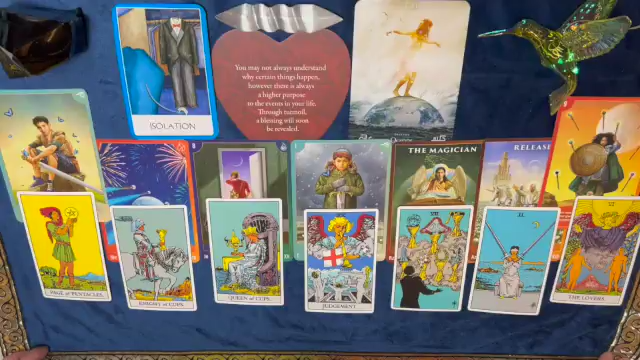 ISOLATION
You may not always understand
why certain things happen,
however there is always
a higher purpose
to the events in your life.
Through turmoil,
a blessing will soon
be revealed.
THE MAGICIAN
RELEASE
PAGE of PENTACLES.
KNIGHT of CUPS.
QUEEN of CUPS.
JUDGEMENT.
VII
II.
THE LOVERS.